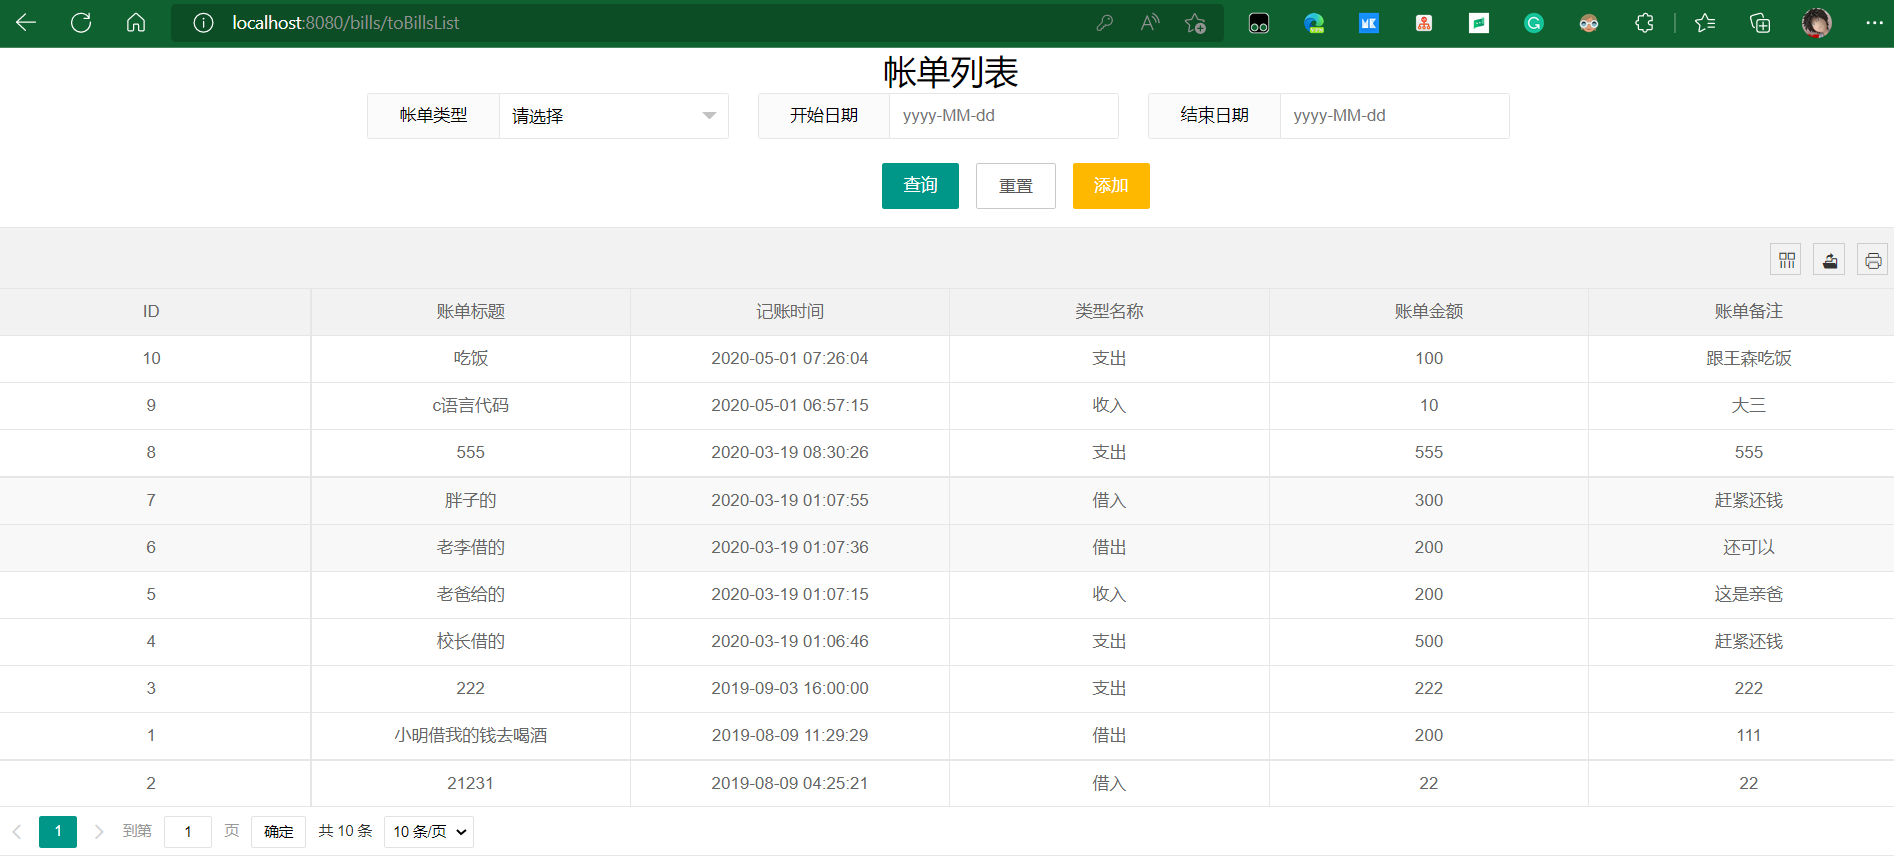 localhost:8080/bills/toBillsList
帐单列表
帐单类型 请选择 开始日期 yyyy-MM-dd 结束日期 yyyy-MM-dd
查询 重置 添加
ID 账单标题 记账时间 类型名称 账单金额 账单备注
10 吃饭 2020-05-01 07:26:04 支出 100 跟王森吃饭
9 c语言代码 2020-05-01 06:57:15 收入 10 大三
8 555 2020-03-19 08:30:26 支出 555 555
7 胖子的 2020-03-19 01:07:55 借入 300 赶紧还钱
6 老李借的 2020-03-19 01:07:36 借出 200 还可以
5 老爸给的 2020-03-19 01:07:15 收入 200 这是亲爸
4 校长借的 2020-03-19 01:06:46 支出 500 赶紧还钱
3 222 2019-09-03 16:00:00 支出 222 222
1 小明借我的钱去喝酒 2019-08-09 11:29:29 借出 200 111
2 21231 2019-08-09 04:25:21 借入 22 22
1 到第 1 页 确定 共 10 条 10 条/页